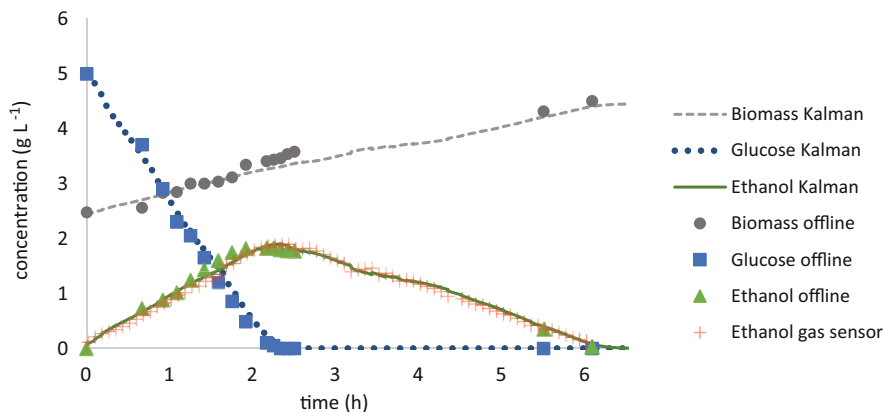 concentration (g L⁻¹)
6
5
4
3
2
1
0
0 1 2 3 4 5 6
time (h)
Biomass Kalman
Glucose Kalman
Ethanol Kalman
Biomass offline
Glucose offline
Ethanol offline
Ethanol gas sensor